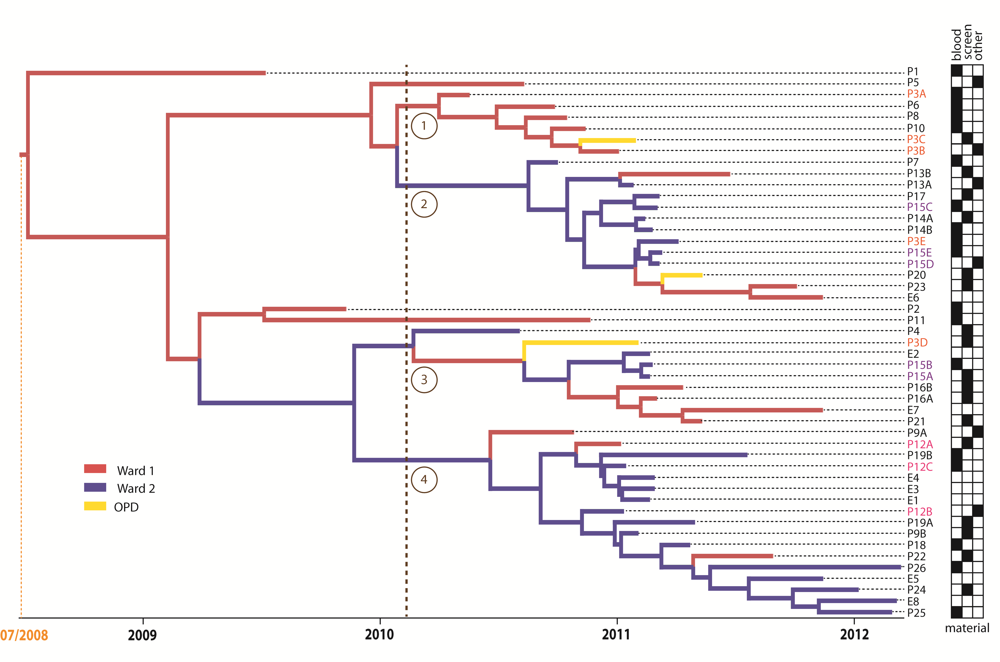 blood
screen
other
P1
P5
P3A
P6
P8
P10
1
P3C
P3B
P7
P13B
P13A
P17
2
P15C
P14A
P14B
P3E
P15E
P15D
P20
P23
E6
P2
P11
P4
P3D
E2
P15B
P15A
3
P16B
P16A
E7
P21
P9A
P12A
P19B
P12C
Ward 1
E4
4
Ward 2
E3
E1
OPD
P12B
P19A
P9B
P18
P22
P26
E5
P24
E8
P25
material
07/2008
2009
2010
2011
2012